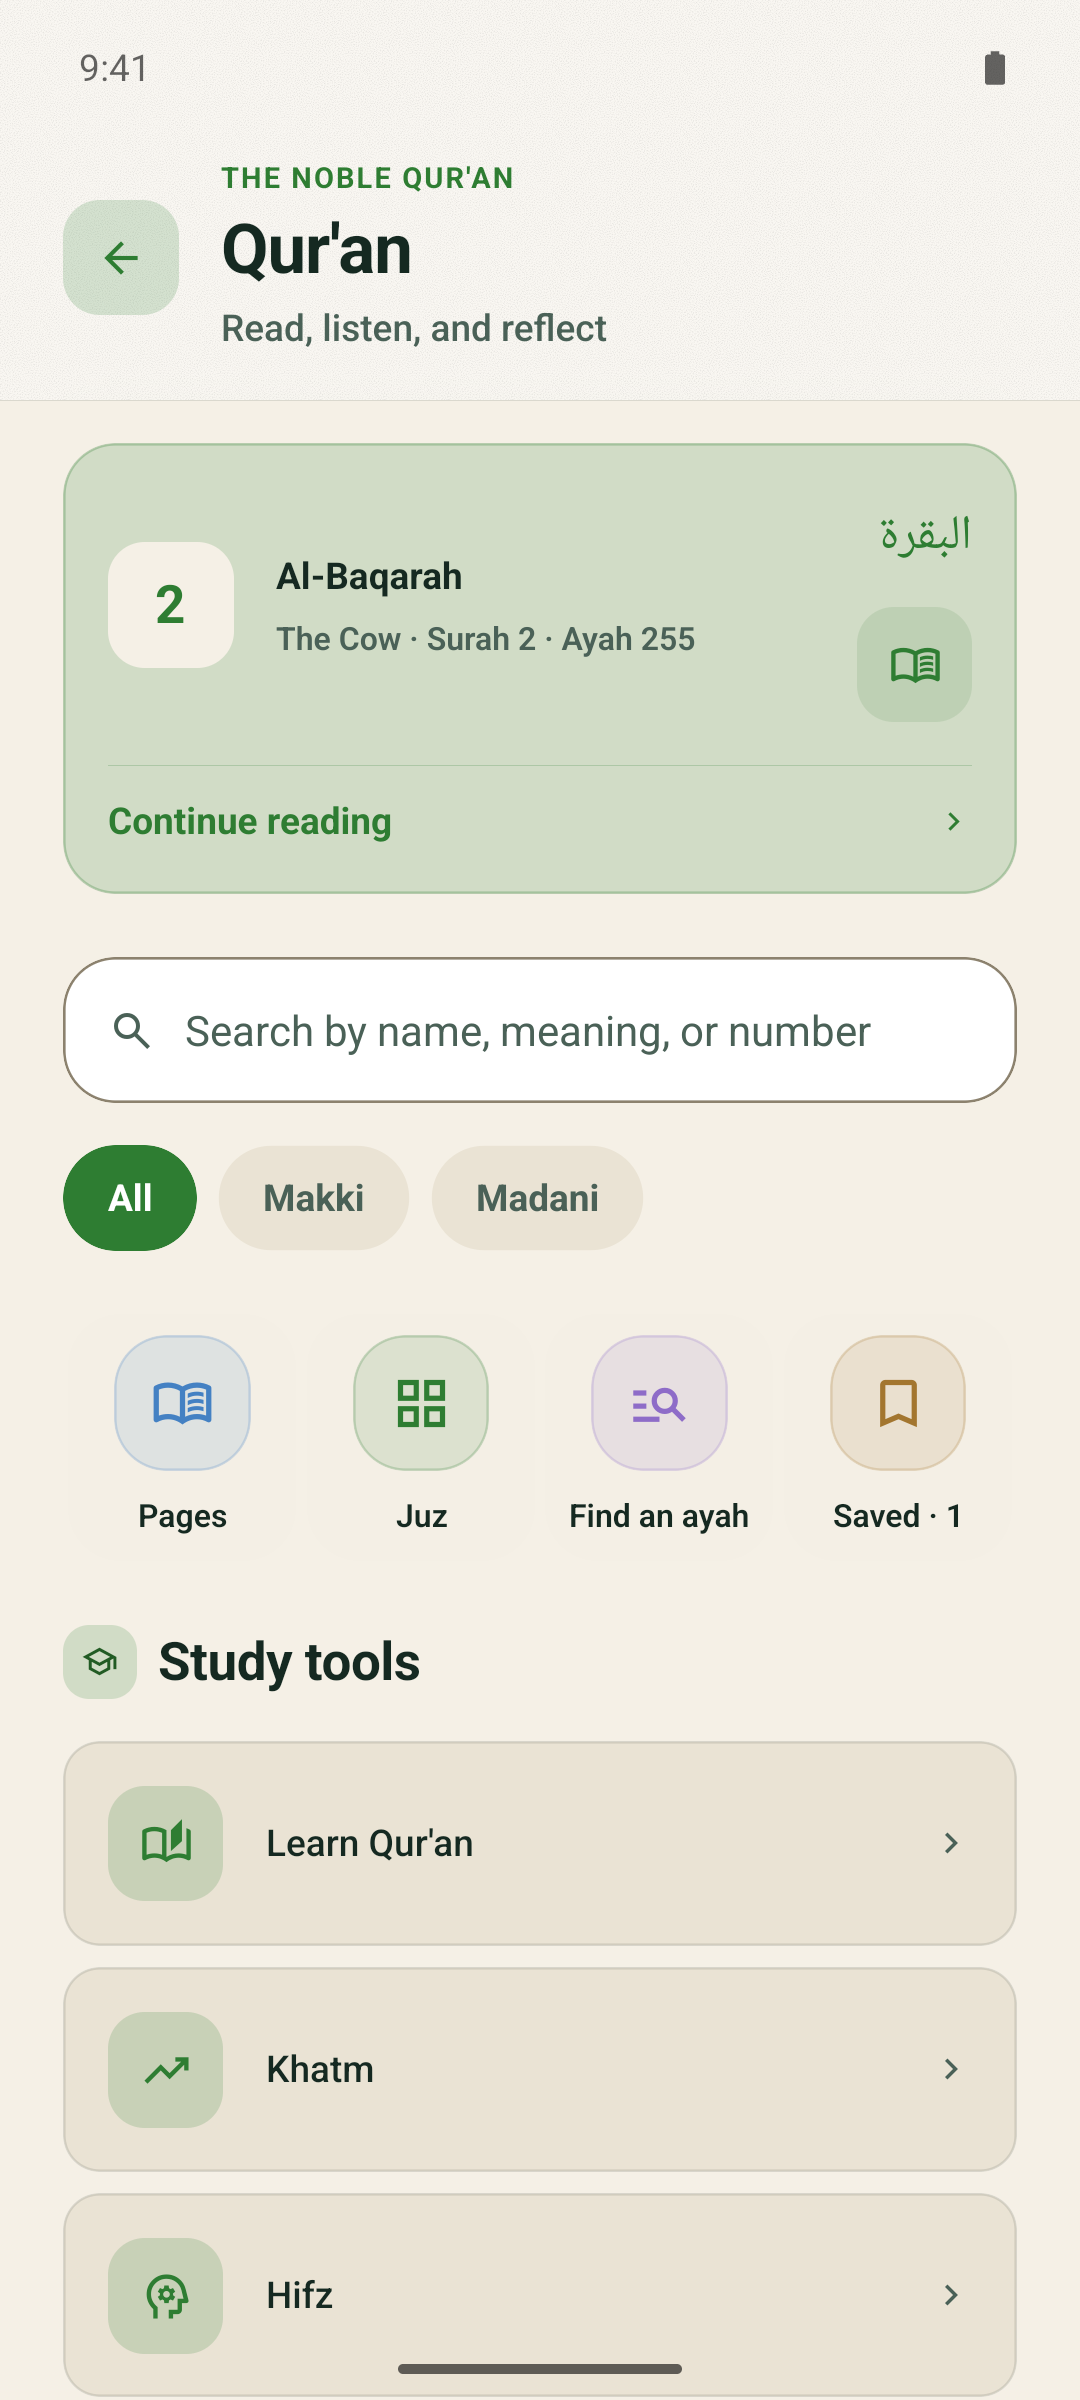 9:41
THE NOBLE QUR'AN
Qur'an
Read, listen, and reflect
البقرة
2
Al-Baqarah
The Cow · Surah 2 · Ayah 255
Continue reading
Search by name, meaning, or number
All
Makki
Madani
Pages
Juz
Find an ayah
Saved · 1
Study tools
Learn Qur'an
Khatm
Hifz